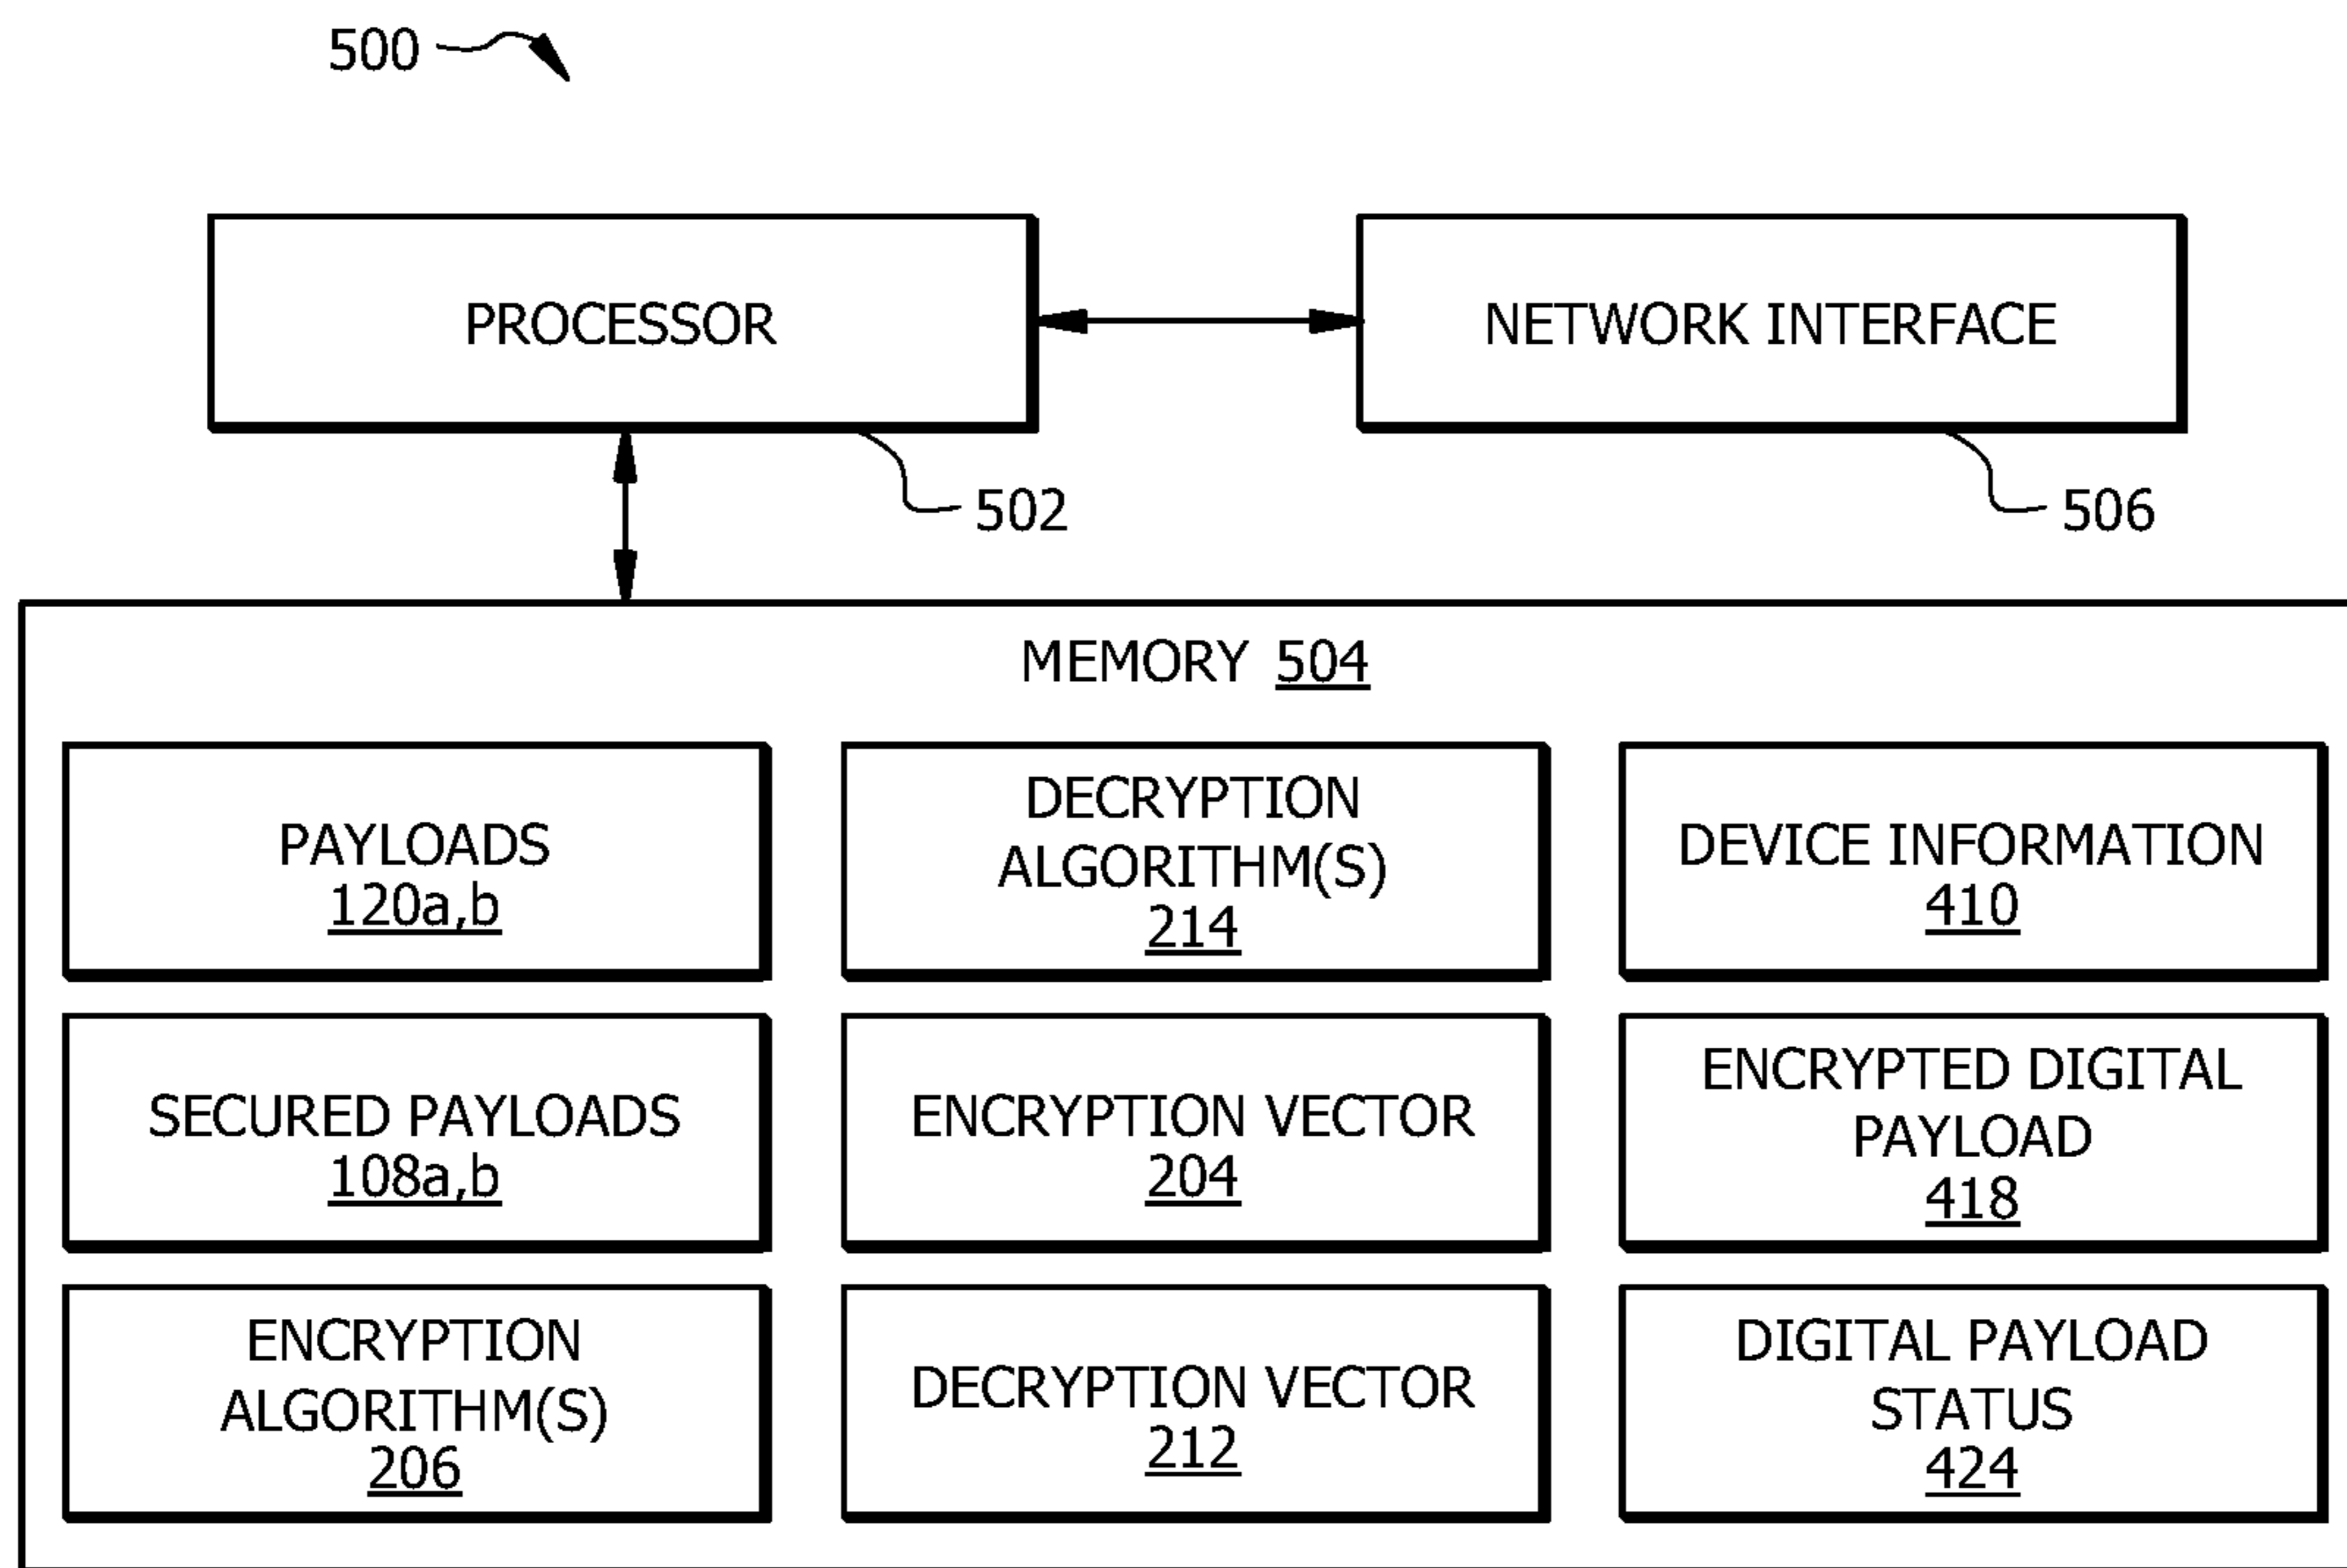 500
PROCESSOR
NETWORK INTERFACE
502
506
MEMORY 504
PAYLOADS
120a,b
DECRYPTION
ALGORITHM(S)
214
DEVICE INFORMATION
410
SECURED PAYLOADS
108a,b
ENCRYPTION VECTOR
204
ENCRYPTED DIGITAL
PAYLOAD
418
ENCRYPTION
ALGORITHM(S)
206
DECRYPTION VECTOR
212
DIGITAL PAYLOAD
STATUS
424